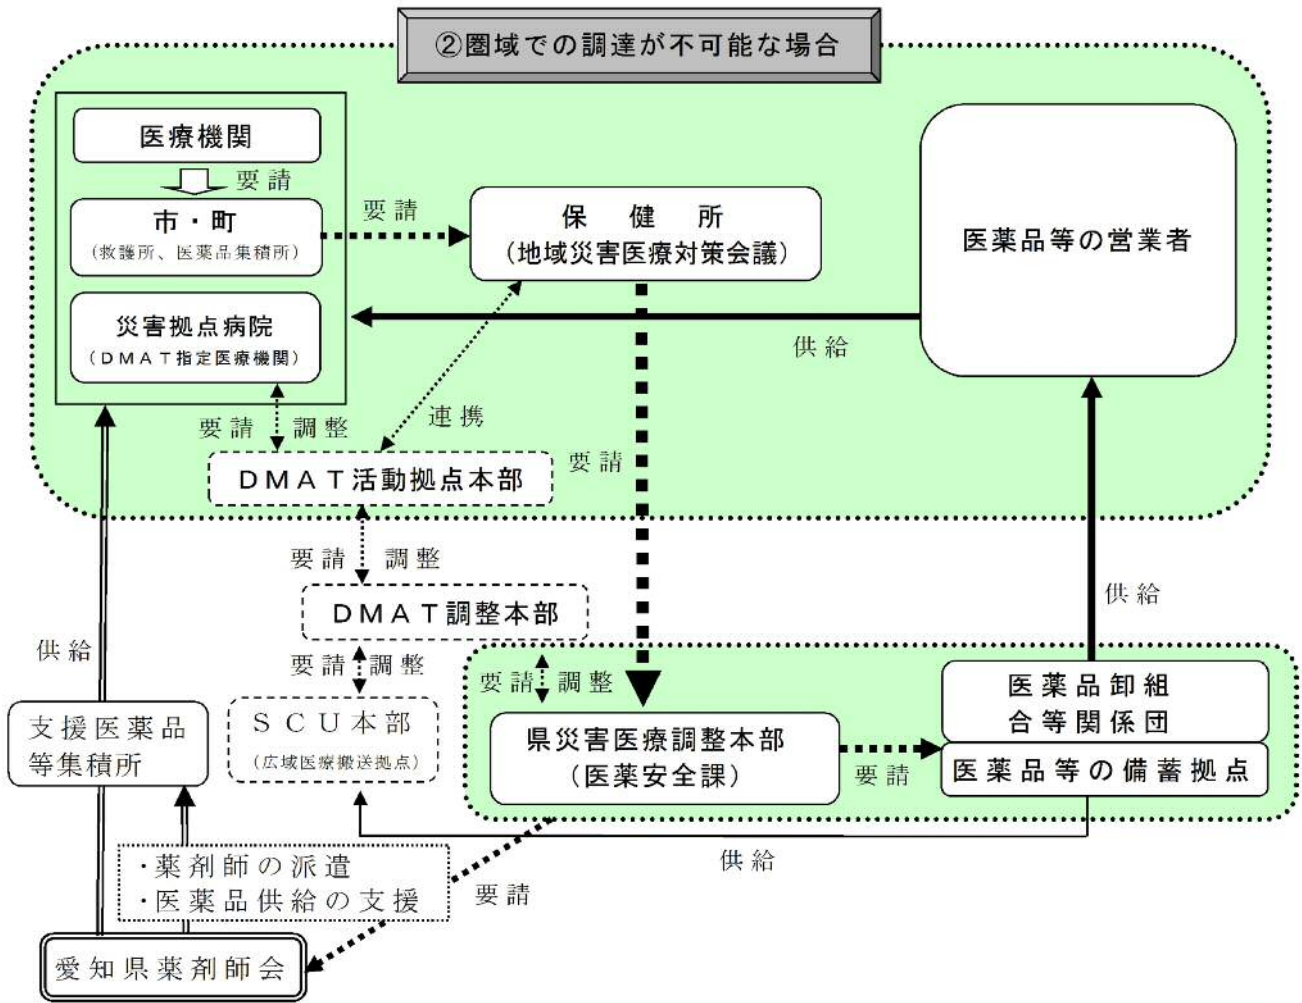 ②圏域での調達が不可能な場合
医療機関
要請
市・町
(救護所、医薬品集積所)
要請
保健所
(地域災害医療対策会議)
医薬品等の営業者
災害拠点病院
(DMAT指定医療機関)
供給
要請 調整
連携
DMAT活動拠点本部
要請
要請 調整
DMAT調整本部
供給
供給
要請 調整
要請 調整
医薬品卸組
合等関係団
支援医薬品
等集積所
SCU本部
(広域医療搬送拠点)
県災害医療調整本部
(医薬安全課)
要請
医薬品等の備蓄拠点
供給
・薬剤師の派遣
・医薬品供給の支援
要請
愛知県薬剤師会